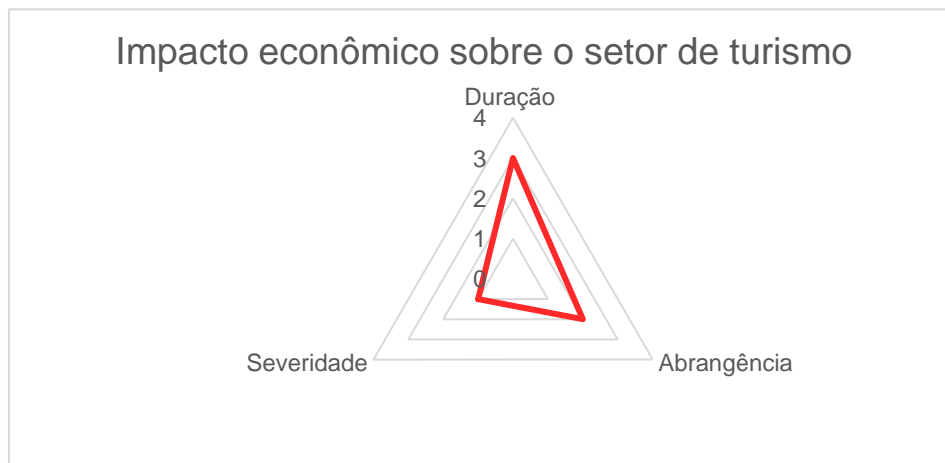 Impacto econômico sobre o setor de turismo
Duração
4
3
2
1
0
Severidade
Abrangência